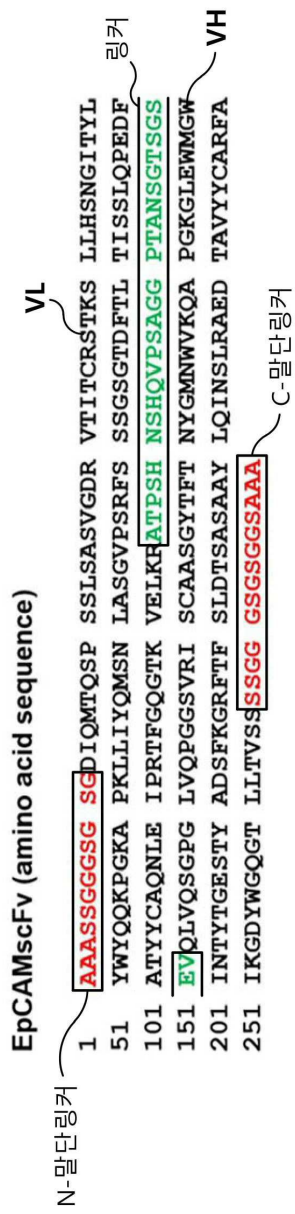 EpCAMscFv (amino acid sequence)
N-말단링커
VL
링커
1 AAASSGGGSG SGDIQMTQSP SSLSASVGDR VTITCRSTKS LLHSNGITYL
51 YWYQQKPGKA PKLLIYQMSN LASGVPSRFS SSGSGTDFTL TISSLQPEDF
101 ATYYCAQNLE IPRTFGQGTK VELKRATPSH NSHQVPSAGG PTANSGTSGS
151 EVQLVQSGPG LVQPGGSVRI SCAASGYTFT NYGMNWVKQA PGKGLEWMGW
201 INTYTGESTY ADSFKGRFTF SLDTSASAAY LQINSLRAED TAVYYCARFA
251 IKGDYWGQGT LLTVSSSSGG GSGSGGSAAA
VH
C-말단링커